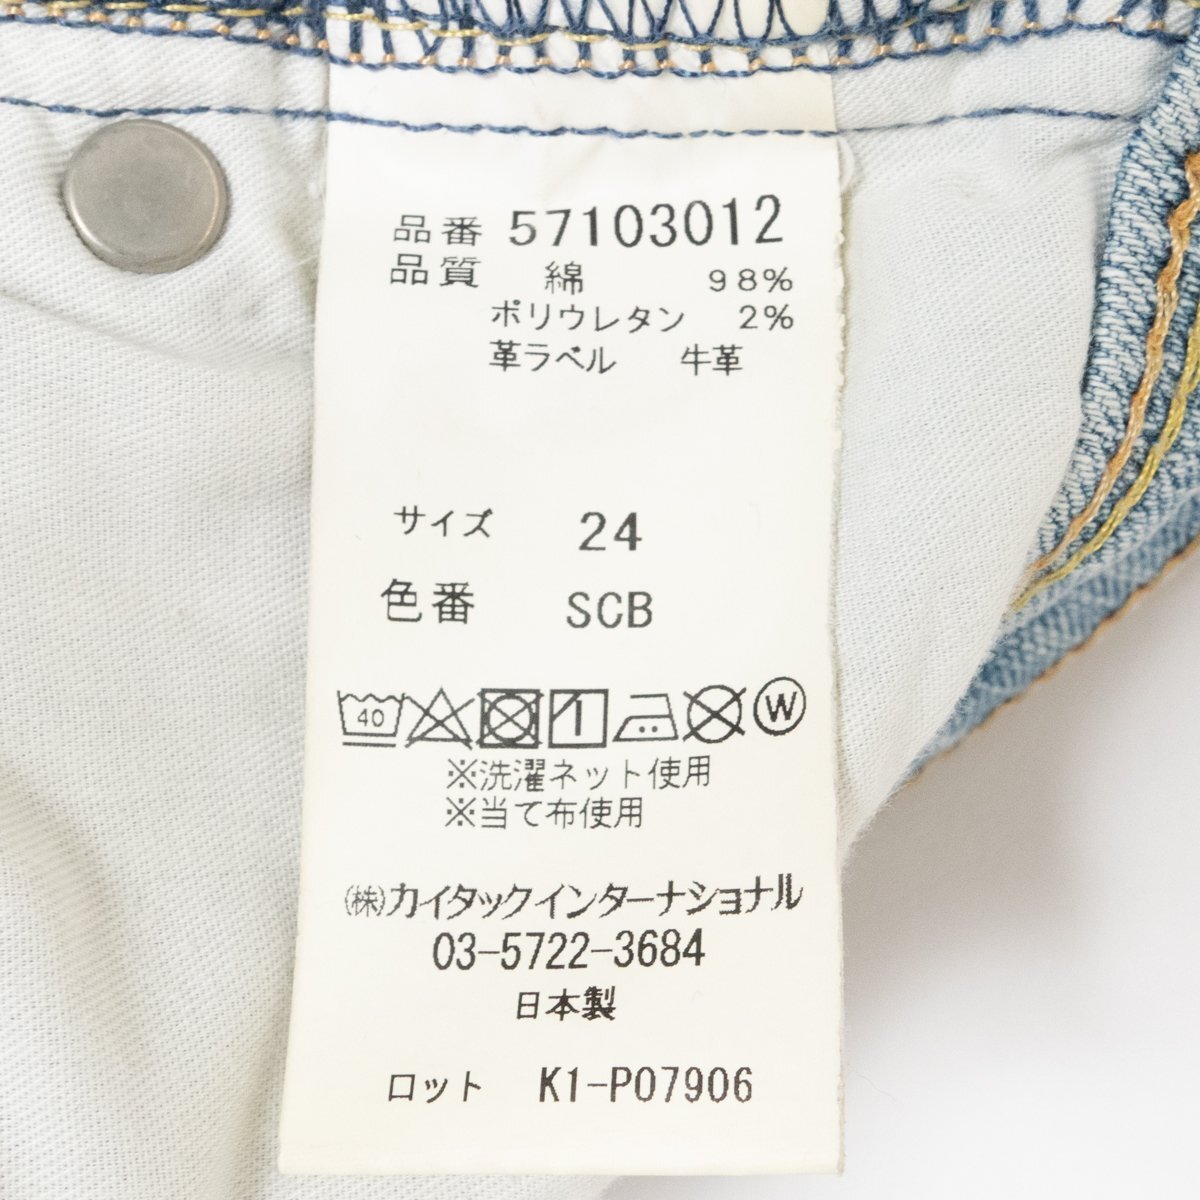 品番 57103012
品質 綿 98%
ポリウレタン 2%
革ラベル 牛革
サイズ 24
色番 SCB
40 W
※洗濯ネット使用
※当て布使用
㈱カイタックインターナショナル
03-5722-3684
日本製
ロット K1-P07906